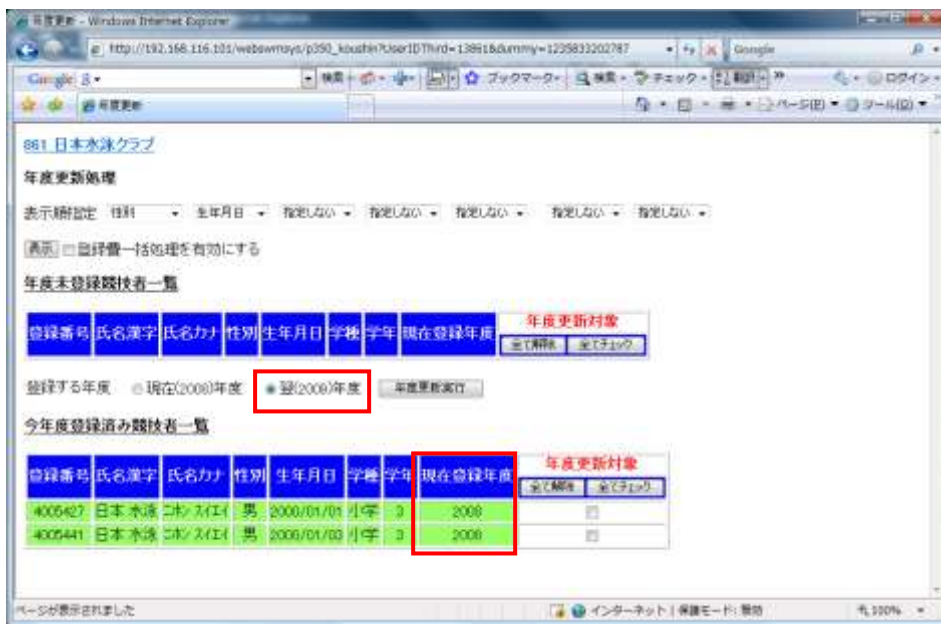 年度更新 - Windows Internet Explorer
http://192.168.116.101/webswmsys/p350_koushin?UserIDThird=13861&dummy=1235833202787
Google
Google
検索
ブックマーク
検索
チェック
翻訳
ログイン
年度更新
ページ(P)
ツール(O)
861 日本水泳クラブ
年度更新処理
表示順指定 性別 生年月日 指定しない 指定しない 指定しない 指定しない 指定しない
表示 登録費一括処理を有効にする
年度未登録競技者一覧
登録番号 氏名漢字 氏名カナ 性別 生年月日 学種 学年 現在登録年度 年度更新対象
全て解除 全てチェック
登録する年度 現在(2008)年度 翌(2009)年度 年度更新実行
今年度登録済み競技者一覧
登録番号 氏名漢字 氏名カナ 性別 生年月日 学種 学年 現在登録年度 年度更新対象
全て解除 全てチェック
4005427 日本 水泳 ニホン スイエイ 男 2000/01/01 小学 3 2008
4005441 日本 水泳 ニホン スイエイ 男 2000/01/03 小学 3 2008
ページが表示されました
インターネット | 保護モード: 無効
100%